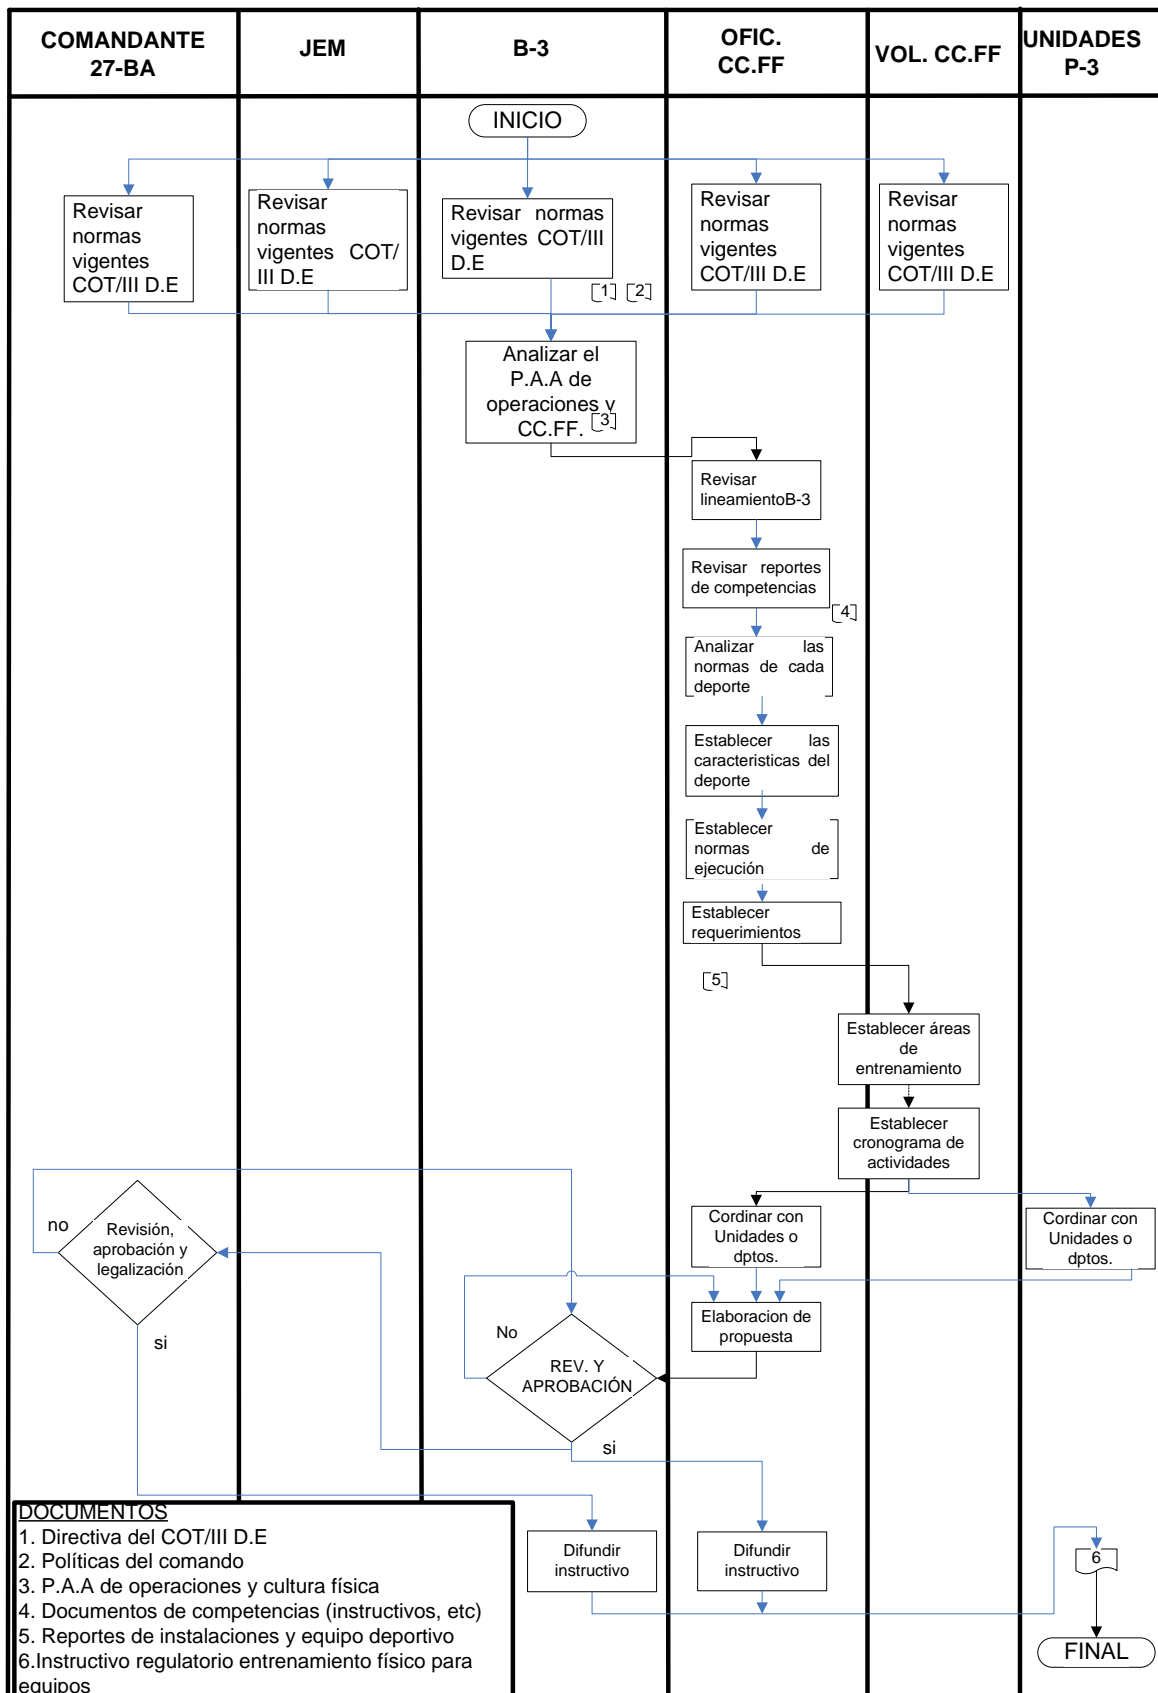 COMANDANTE
27-BA
JEM
B-3
OFIC.
CC.FF
VOL. CC.FF
UNIDADES
P-3
INICIO
Revisar
normas
vigentes
COT/III D.E
Revisar
normas
vigentes COT/
III D.E
Revisar normas
vigentes COT/III
D.E
Revisar
normas
vigentes
COT/III D.E
Revisar
normas
vigentes
COT/III D.E
1 2
Analizar el
P.A.A de
operaciones y
CC.FF.
3
Revisar
lineamientoB-3
Revisar reportes
de competencias
4
Analizar las
normas de cada
deporte
Establecer las
caracteristicas del
deporte
Establecer
normas de
ejecución
Establecer
requerimientos
5
Establecer áreas
de
entrenamiento
Establecer
cronograma de
actividades
no
Revisión,
aprobación y
legalización
si
Cordinar con
Unidades o
dptos.
Cordinar con
Unidades o
dptos.
Elaboracion de
propuesta
No
REV. Y
APROBACIÓN
si
Difundir
instructivo
Difundir
instructivo
6
FINAL
DOCUMENTOS
1. Directiva del COT/III D.E
2. Políticas del comando
3. P.A.A de operaciones y cultura física
4. Documentos de competencias (instructivos, etc)
5. Reportes de instalaciones y equipo deportivo
6.Instructivo regulatorio entrenamiento físico para
equipos